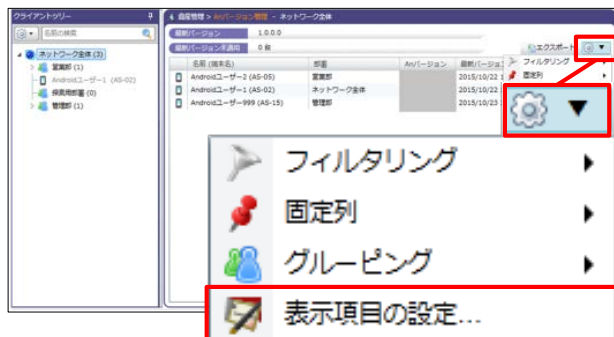 クライアントツリー
名前の検索
ネットワーク全体 (3)
営業部 (1)
Androidユーザー1 (AS-02)
採実用部署 (0)
管理部 (1)
資産管理 > Anバージョン管理 - ネットワーク全体
最新バージョン 1.0.0.0
最新バージョン未適用 0 台
エクスポート
名前 (端末名) 部署 Anバージョン 最新バージョン
Androidユーザー2 (AS-05) 営業部 2015/10/22
Androidユーザー1 (AS-02) ネットワーク全体 2015/10/22
Androidユーザー999 (AS-15) 管理部 2015/10/23
フィルタリング
固定列
フィルタリング
固定列
グルーピング
表示項目の設定...